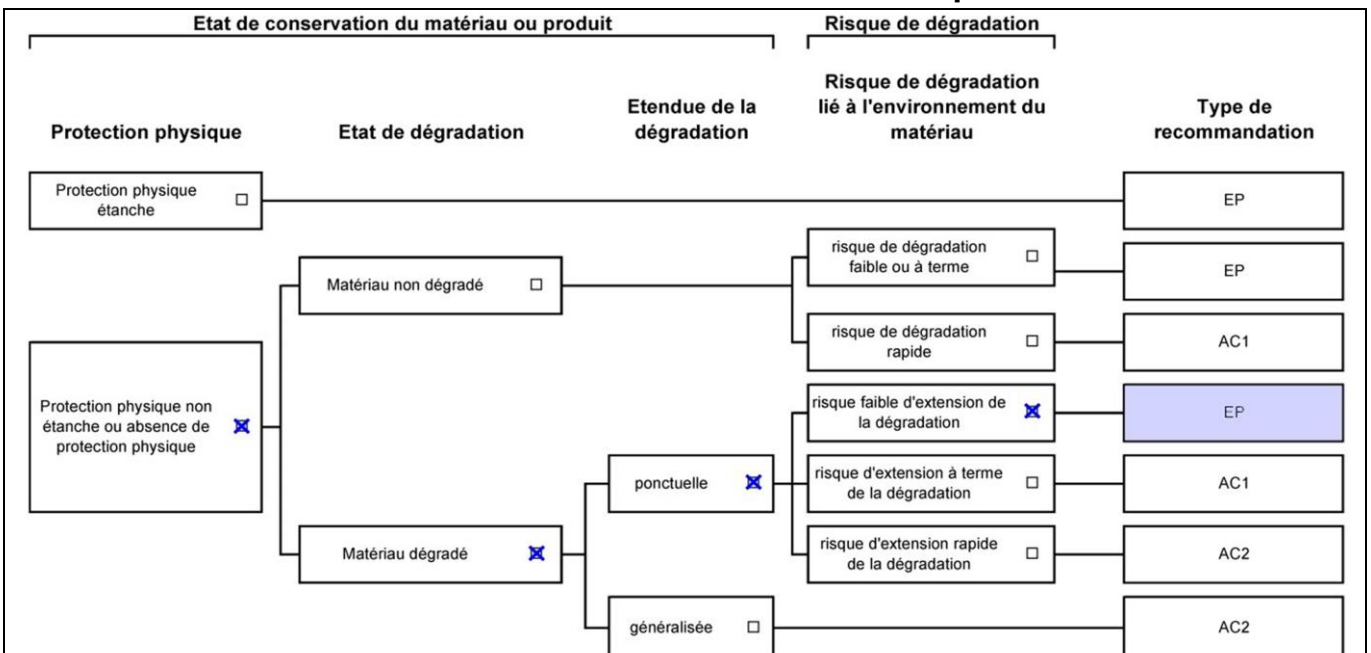 Etat de conservation du matériau ou produit
Risque de dégradation
Protection physique
Etat de dégradation
Etendue de la
dégradation
Risque de dégradation
lié à l'environnement du
matériau
Type de
recommandation
Protection physique
étanche
EP
Matériau non dégradé
risque de dégradation
faible ou à terme
EP
risque de dégradation
rapide
AC1
Protection physique non
étanche ou absence de
protection physique
risque faible d'extension de
la dégradation
EP
ponctuelle
risque d'extension à terme
de la dégradation
AC1
Matériau dégradé
risque d'extension rapide
de la dégradation
AC2
généralisée
AC2